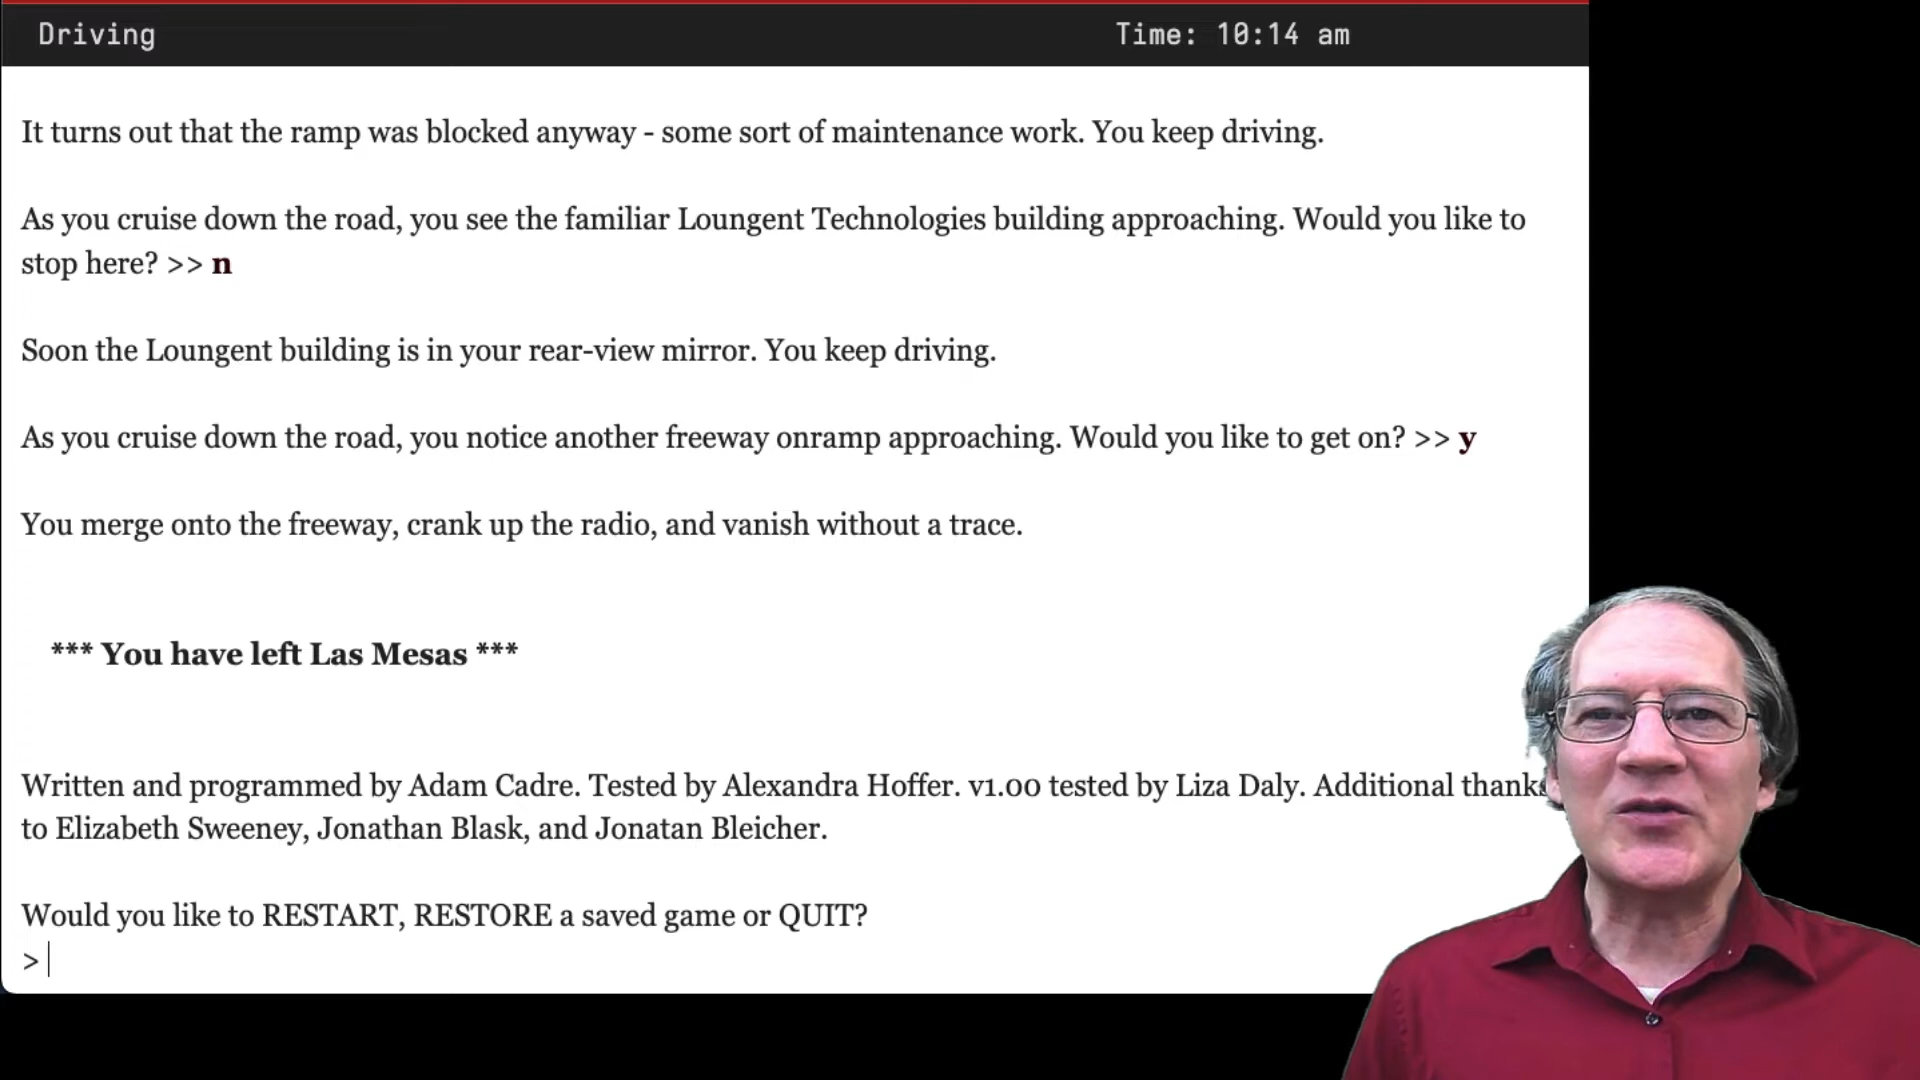 Driving
Time: 10:14 am
It turns out that the ramp was blocked anyway - some sort of maintenance work. You keep driving.
As you cruise down the road, you see the familiar Loungent Technologies building approaching. Would you like to
stop here? >> n
Soon the Loungent building is in your rear-view mirror. You keep driving.
As you cruise down the road, you notice another freeway onramp approaching. Would you like to get on? >> y
You merge onto the freeway, crank up the radio, and vanish without a trace.
*** You have left Las Mesas ***
Written and programmed by Adam Cadre. Tested by Alexandra Hoffer. v1.00 tested by Liza Daly. Additional thanks
to Elizabeth Sweeney, Jonathan Blask, and Jonatan Bleicher.
Would you like to RESTART, RESTORE a saved game or QUIT?
>